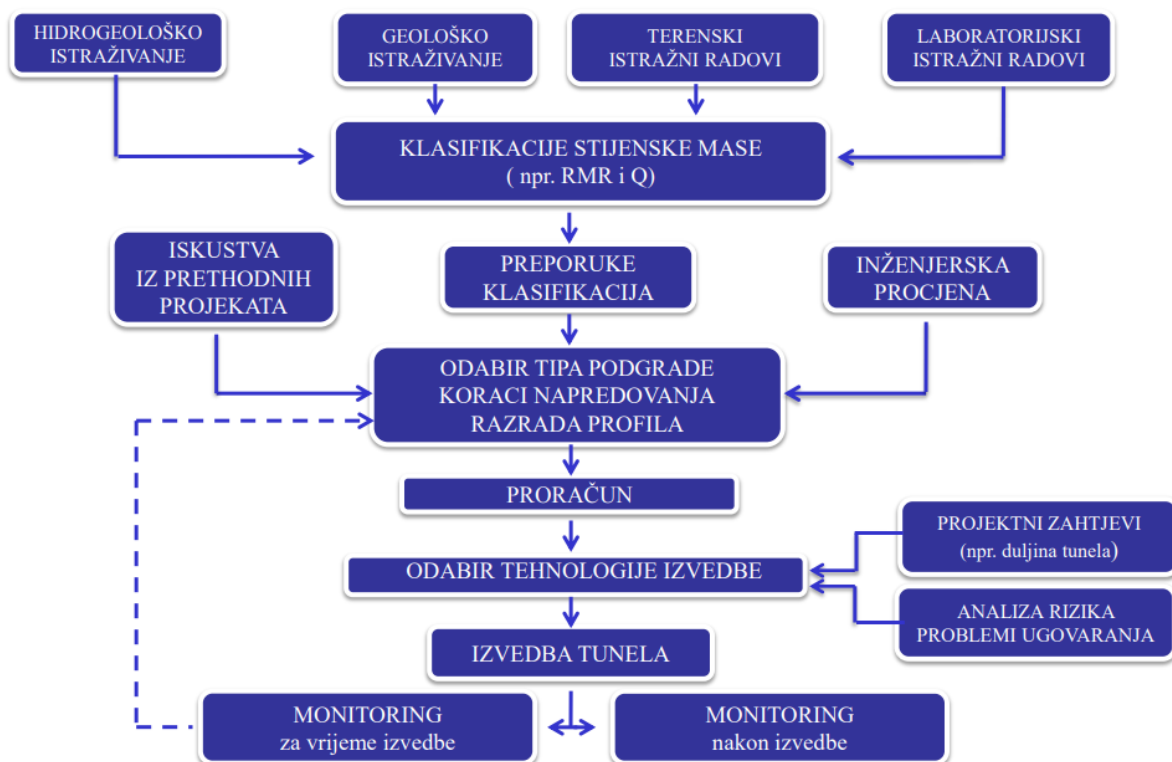 HIDROGEOLOŠKO
ISTRAŽIVANJE
GEOLOŠKO
ISTRAŽIVANJE
TERENSKI
ISTRAŽNI RADOVI
LABORATORIJSKI
ISTRAŽNI RADOVI
KLASIFIKACIJE STIJENSKE MASE
( npr. RMR i Q)
ISKUSTVA
IZ PRETHODNIH
PROJEKATA
PREPORUKE
KLASIFIKACIJA
INŽENJERSKA
PROCJENA
ODABIR TIPA PODGRADE
KORACI NAPREDOVANJA
RAZRADA PROFILA
PRORAČUN
ODABIR TEHNOLOGIJE IZVEDBE
PROJEKTNI ZAHTJEVI
(npr. duljina tunela)
ANALIZA RIZIKA
PROBLEMI UGOVARANJA
IZVEDBA TUNELA
MONITORING
za vrijeme izvedbe
MONITORING
nakon izvedbe